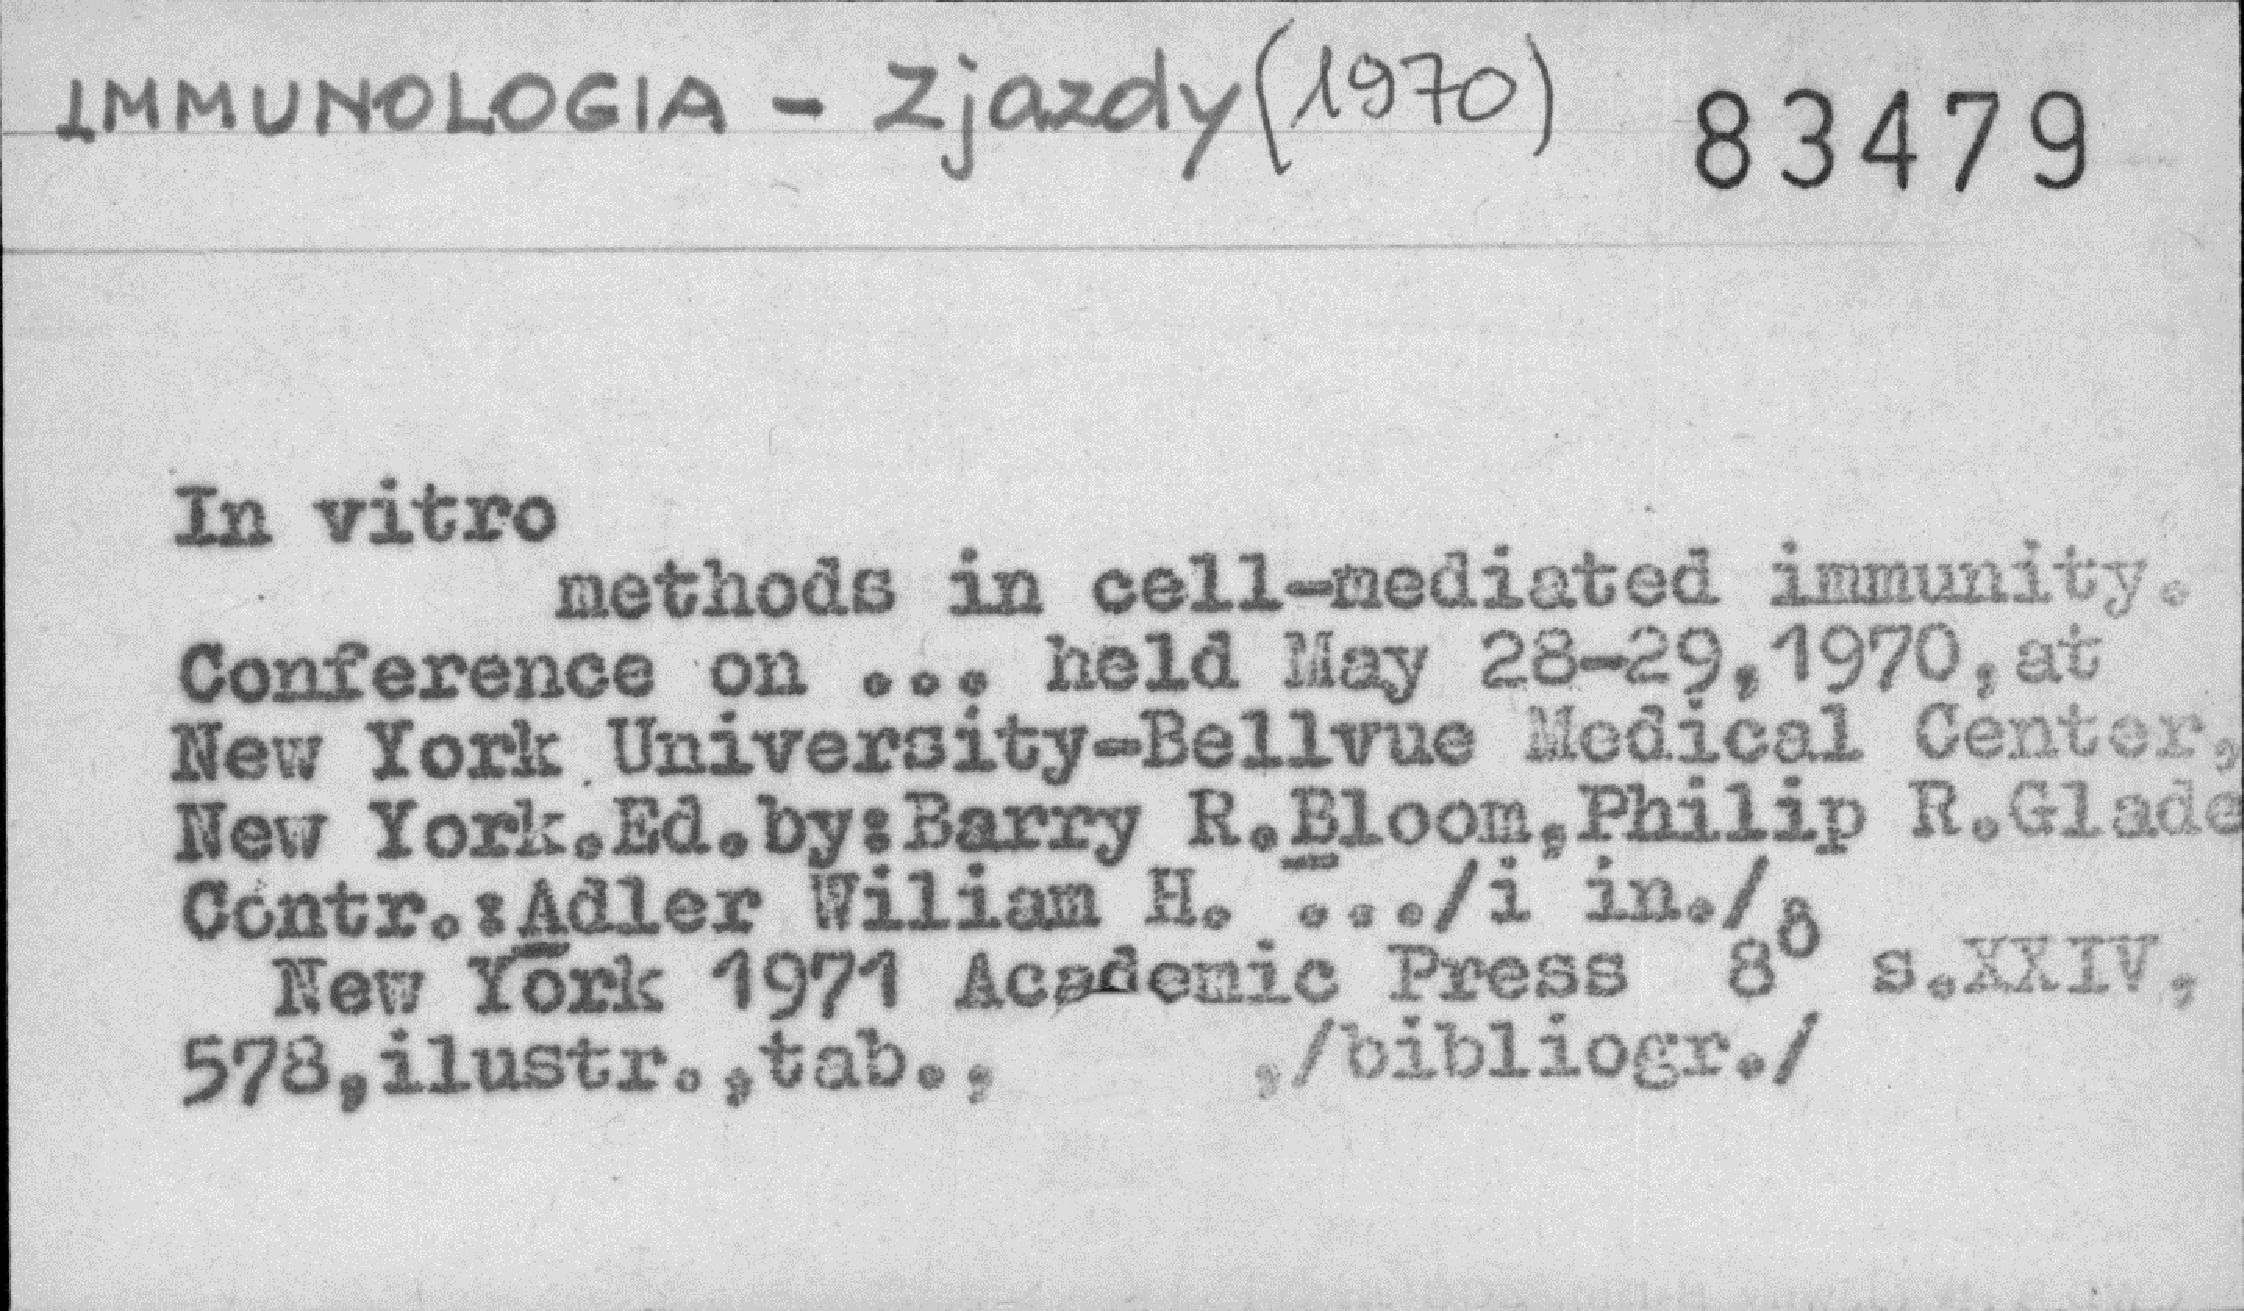 IMMUNOLOGIA - Zjazdy (1970) 83479
In vitro
methods in cell-mediated immunity.
Conference on ... held May 28-29,1970,at
New York University-Bellvue Medical Center,
New York.Ed.by:Barry R.Bloom,Philip R.Glade
Contr.:Adler Wiliam H. .../i in./
New York 1971 Academic Press 8⁰ s.XXIV,
578,ilustr.,tab., ,/bibliogr./